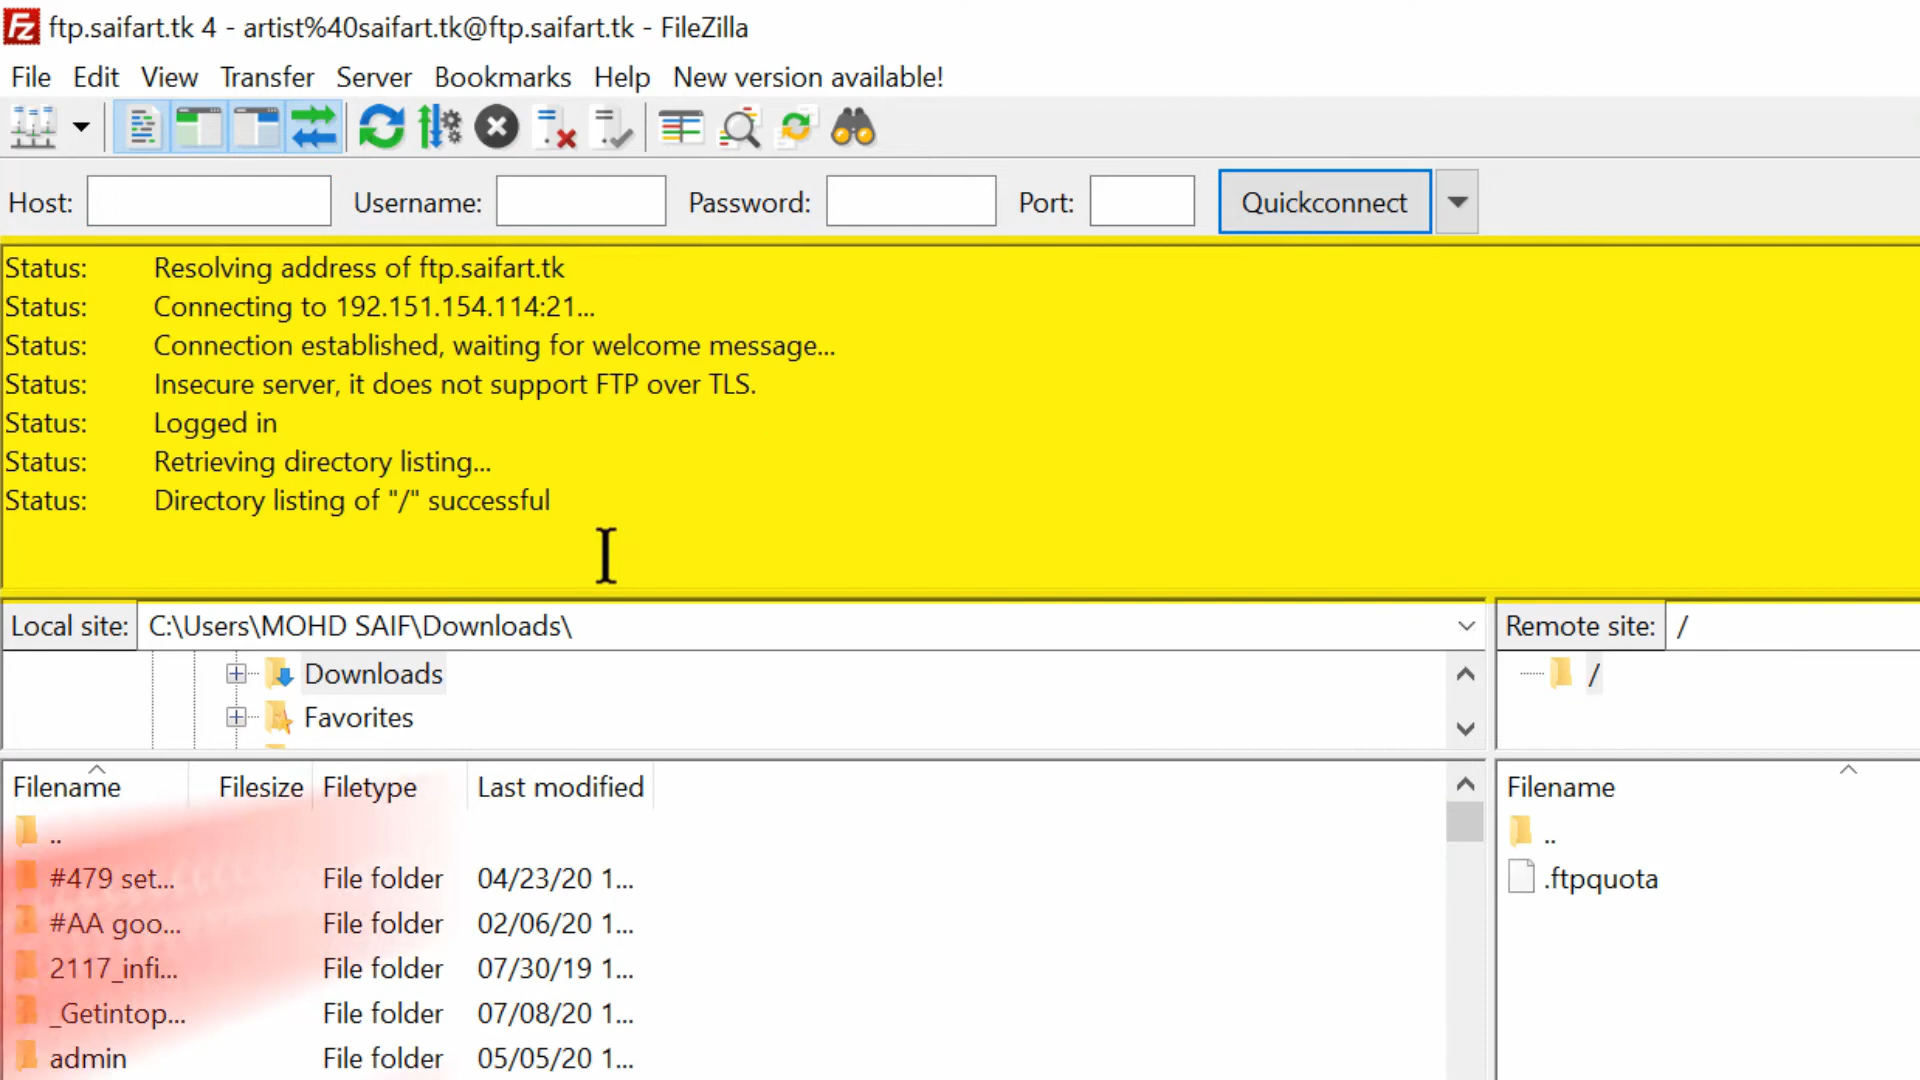 ftp.saifart.tk 4 - artist%40saifart.tk@ftp.saifart.tk - FileZilla
File Edit View Transfer Server Bookmarks Help New version available!
Host: Username: Password: Port: Quickconnect
Status: Resolving address of ftp.saifart.tk
Status: Connecting to 192.151.154.114:21...
Status: Connection established, waiting for welcome message...
Status: Insecure server, it does not support FTP over TLS.
Status: Logged in
Status: Retrieving directory listing...
Status: Directory listing of "/" successful
Local site: C:\Users\MOHD SAIF\Downloads\
Downloads
Favorites
Filename Filesize Filetype Last modified
..
#479 set... File folder 04/23/20 1...
#AA goo... File folder 02/06/20 1...
2117_infi... File folder 07/30/19 1...
_Getintop... File folder 07/08/20 1...
admin File folder 05/05/20 1...
Remote site: /
/
Filename
..
.ftpquota